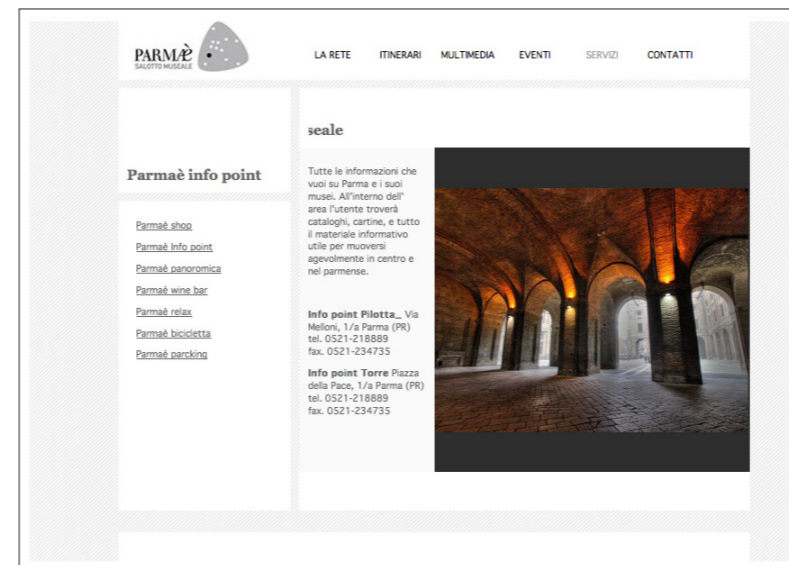 PARMAÈ
SALOTTO MUSEALE
LA RETE ITINERARI MULTIMEDIA EVENTI SERVIZI CONTATTI
seale
Parmaè info point
Parmaè shop
Parmaè Info point
Parmaè panoromica
Parmaè wine bar
Parmaè relax
Parmaè bicicletta
Parmaè parcking
Tutte le informazioni che
vuoi su Parma e i suoi
musei. All'interno dell'
area l'utente troverà
cataloghi, cartine, e tutto
il materiale informativo
utile per muoversi
agevolmente in centro e
nel parmense.
Info point Pilotta_ Via
Melloni, 1/a Parma (PR)
tel. 0521-218889
fax. 0521-234735
Info point Torre Piazza
della Pace, 1/a Parma (PR)
tel. 0521-218889
fax. 0521-234735